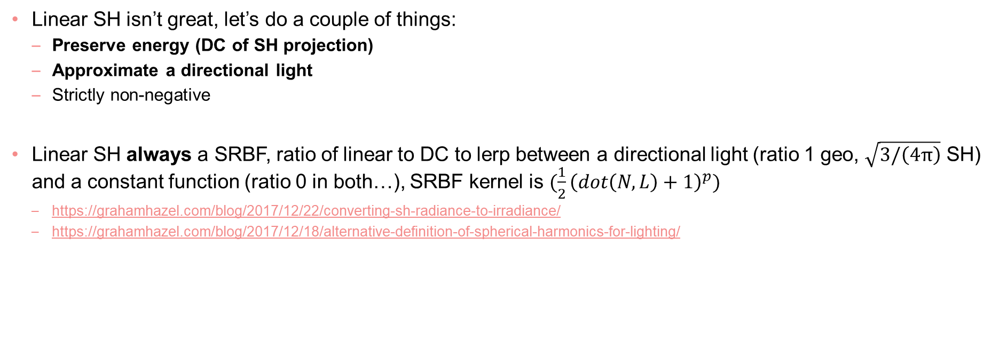 • Linear SH isn’t great, let’s do a couple of things:
– Preserve energy (DC of SH projection)
– Approximate a directional light
– Strictly non-negative
• Linear SH always a SRBF, ratio of linear to DC to lerp between a directional light (ratio 1 geo, √3/(4π) SH)
and a constant function (ratio 0 in both…), SRBF kernel is (1/2 (dot(N, L) + 1)^p)
– https://grahamhazel.com/blog/2017/12/22/converting-sh-radiance-to-irradiance/
– https://grahamhazel.com/blog/2017/12/18/alternative-definition-of-spherical-harmonics-for-lighting/